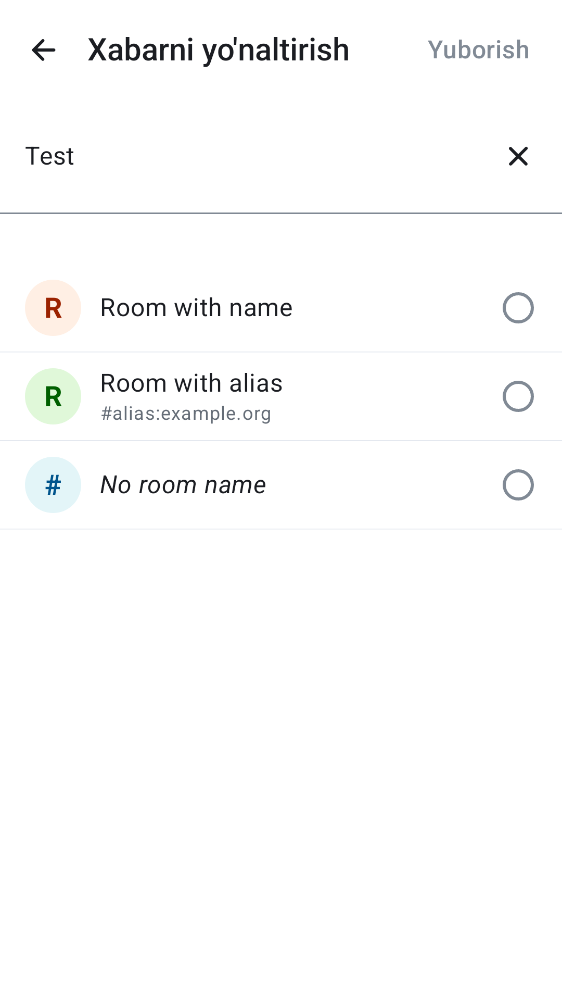 Xabarni yo'naltirish Yuborish
Test
R Room with name
R Room with alias
#alias:example.org
# No room name